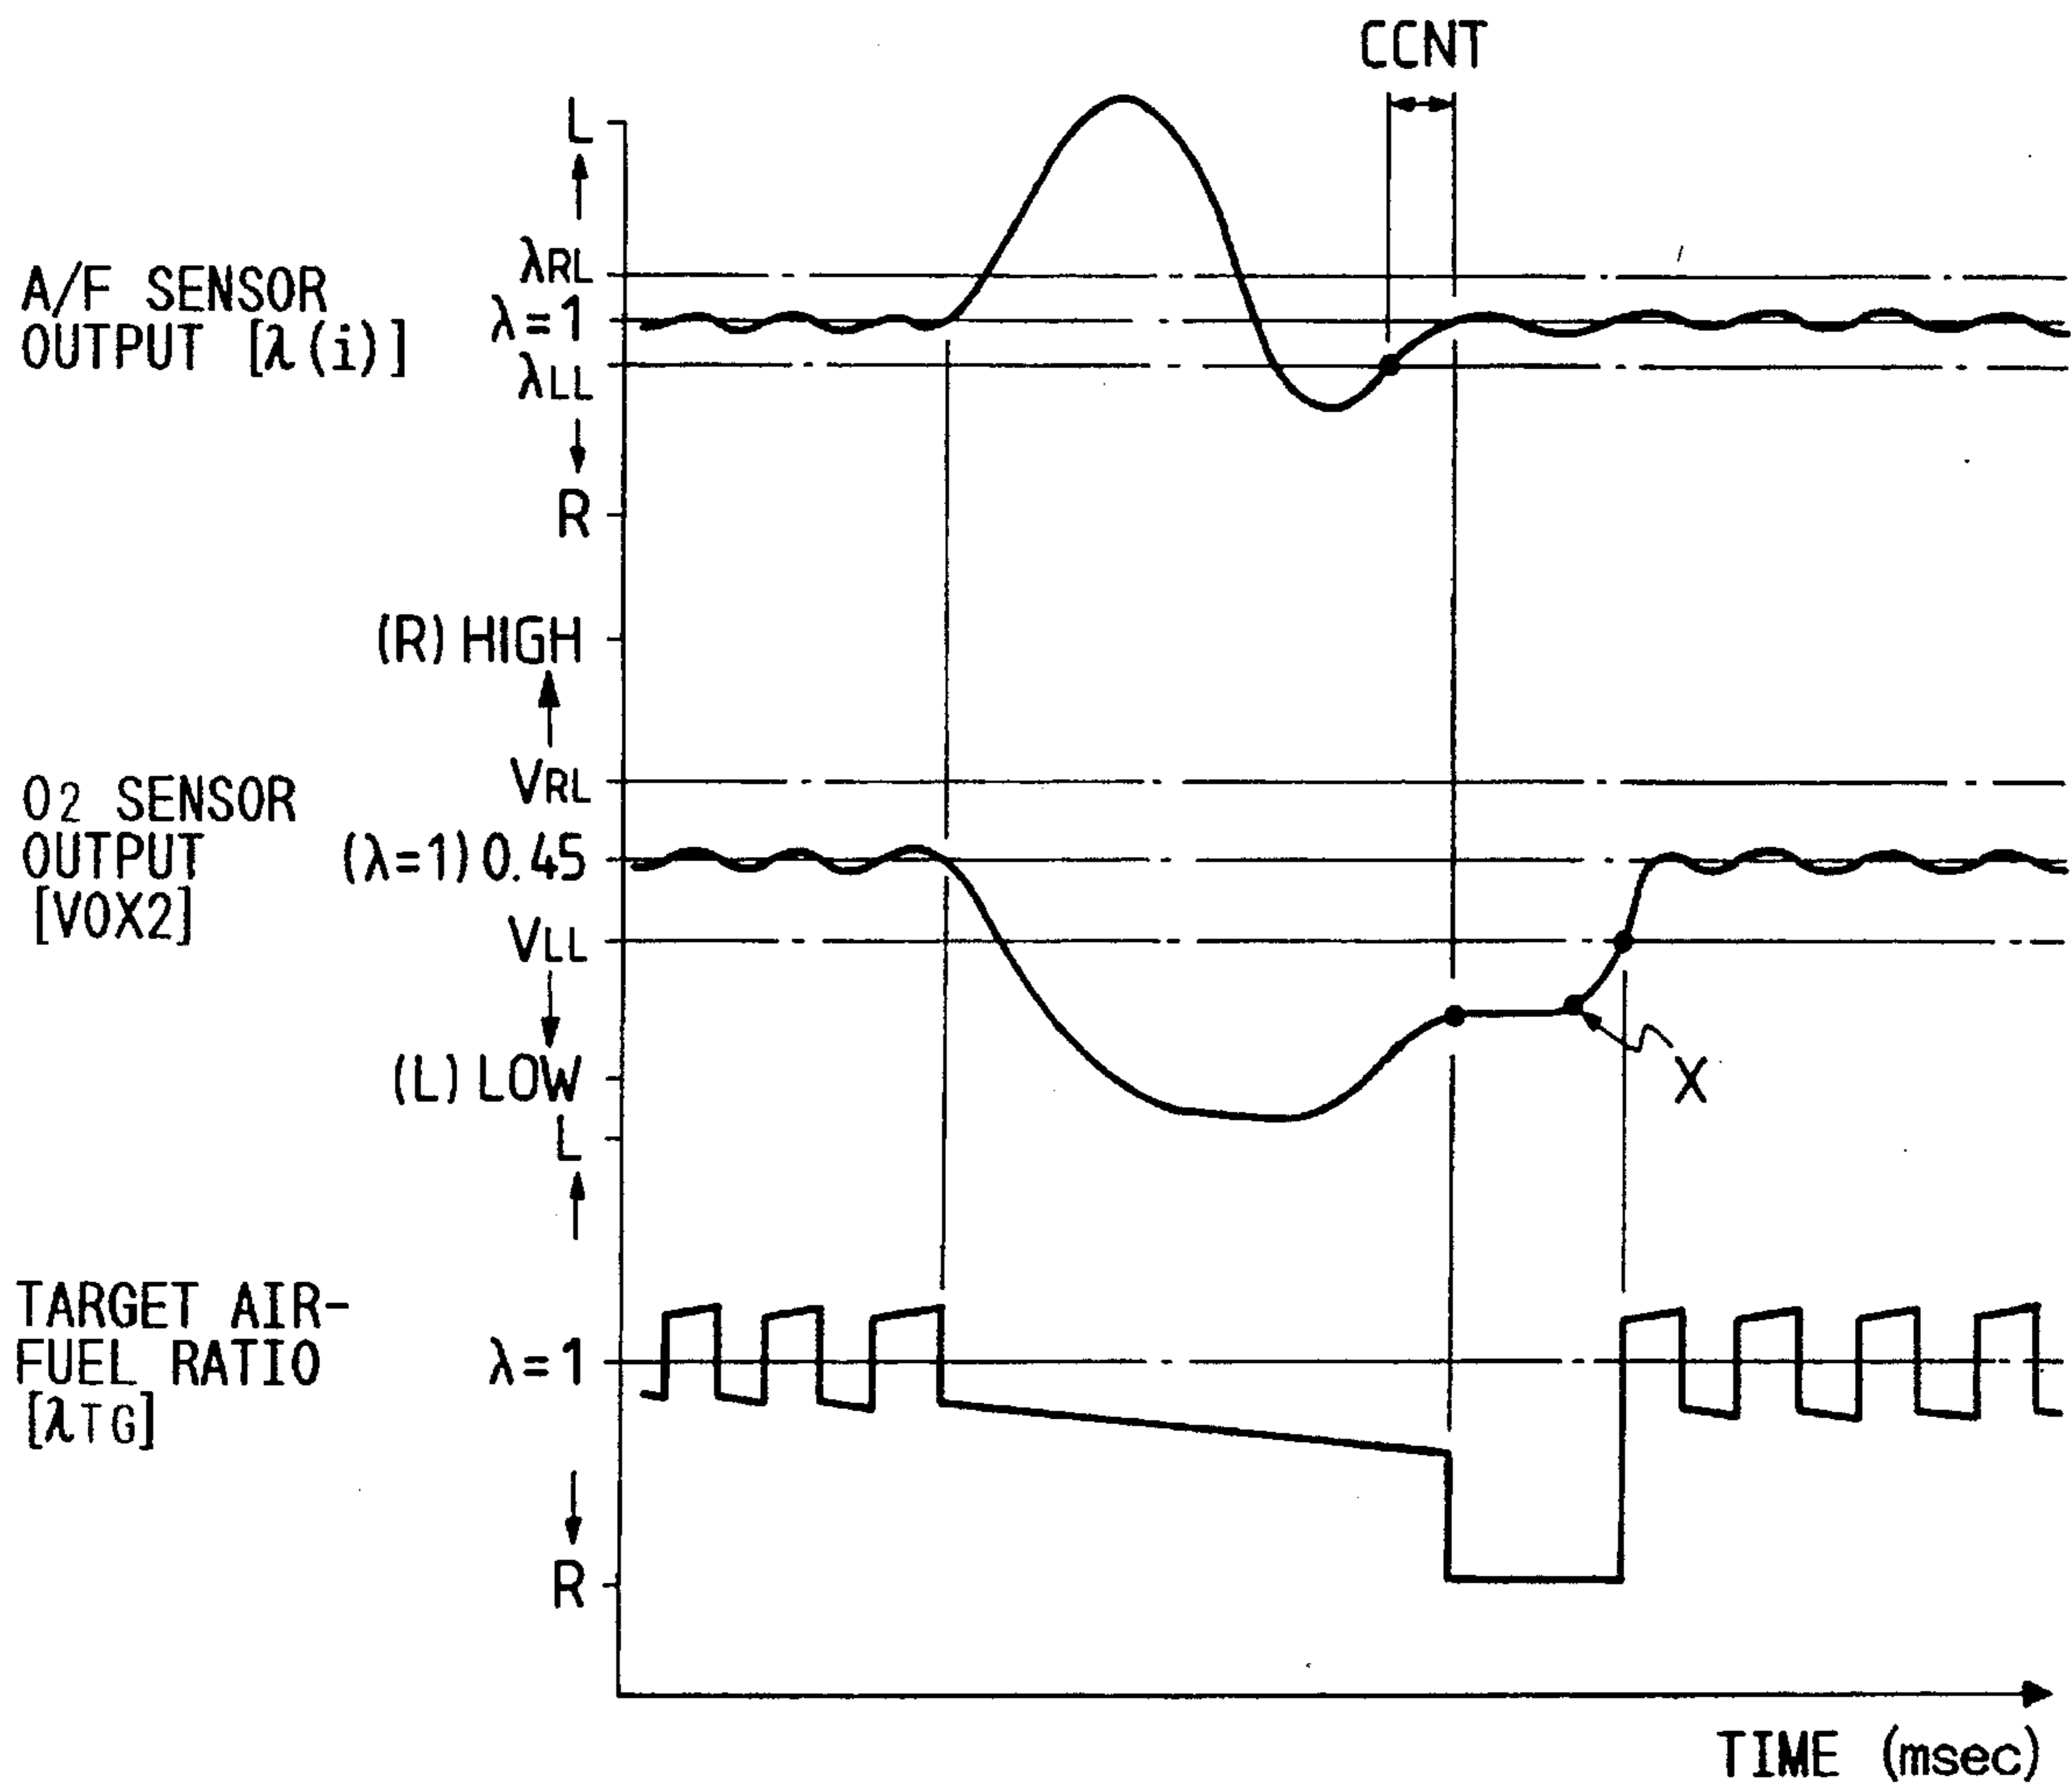 CCNT
L
λRL
A/F SENSOR
OUTPUT [λ(i)]
λ=1
λLL
R
(R) HIGH
VRL
O2 SENSOR
OUTPUT
[VOX2]
(λ=1) 0.45
VLL
(L) LOW
X
L
TARGET AIR-
FUEL RATIO
[λTG]
λ=1
R
TIME (msec)